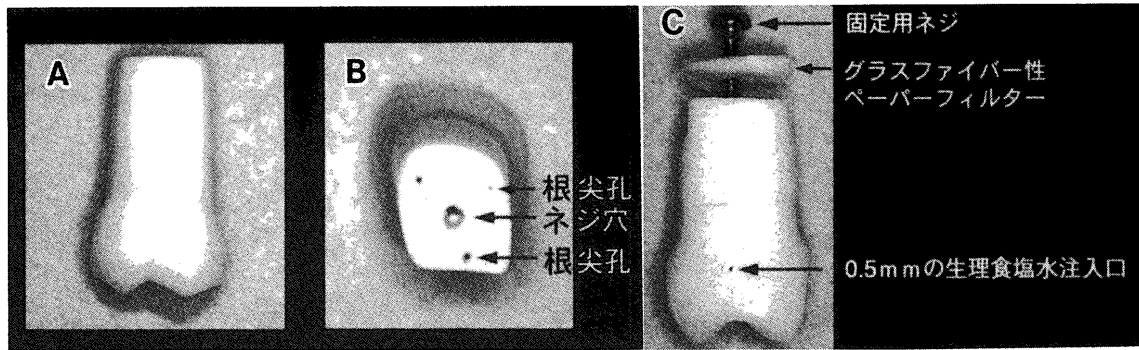 A
B
根尖孔
ネジ穴
根尖孔
C
固定用ネジ
グラスファイバー性
ペーパーフィルター
0.5mmの生理食塩水注入口